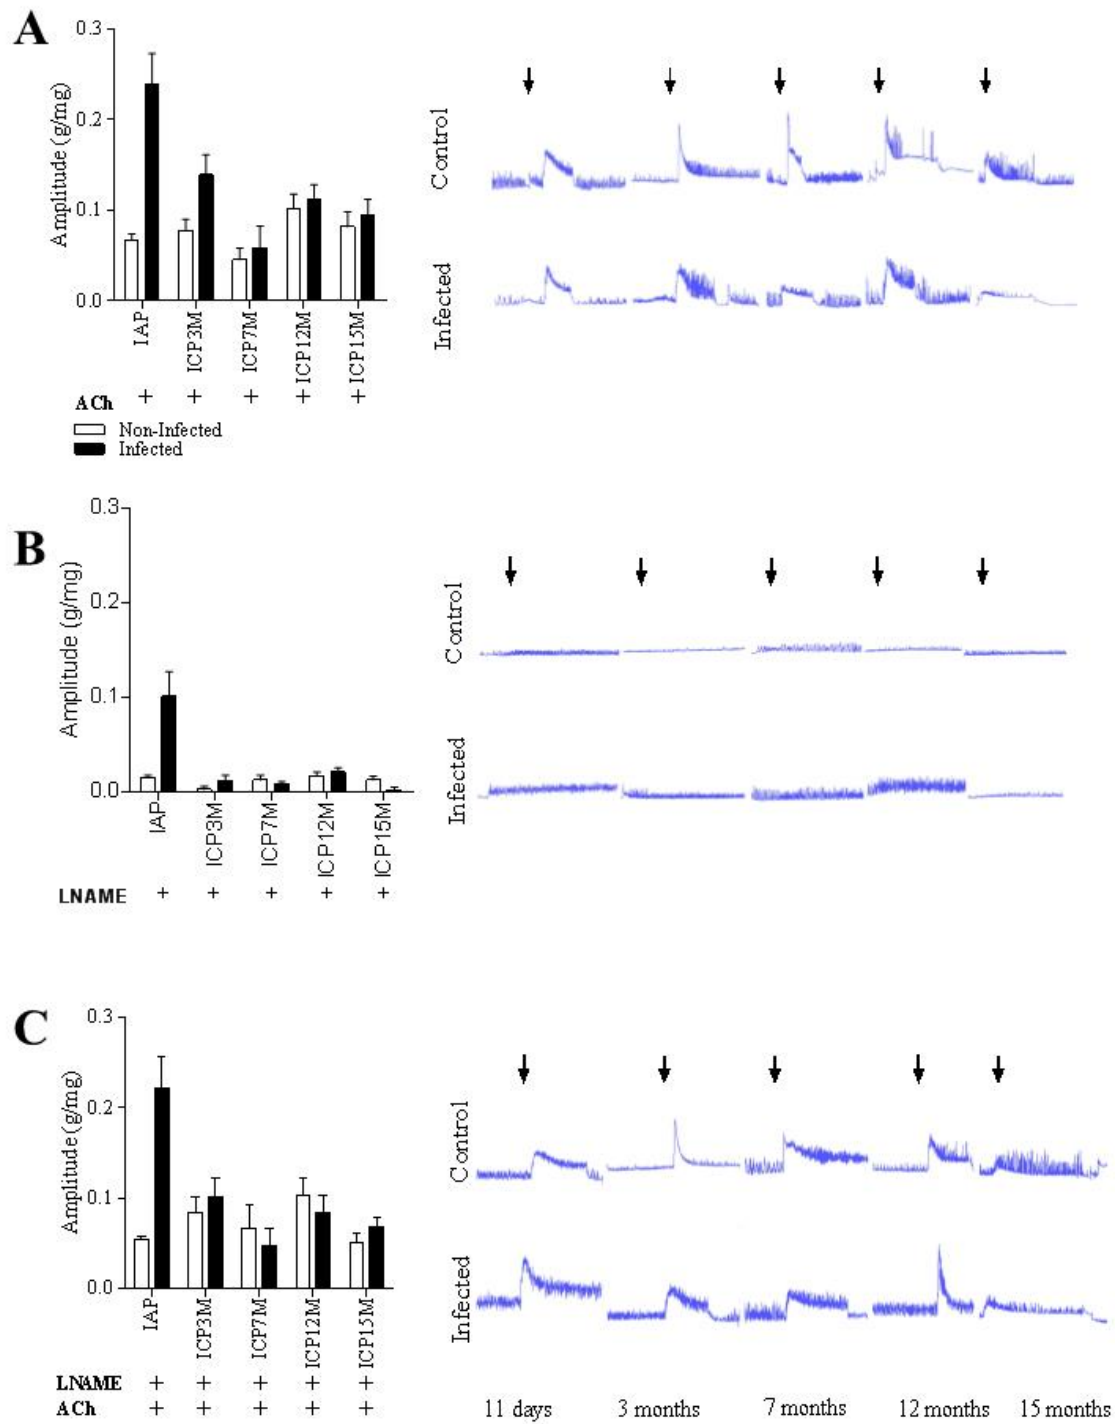 A
0.3
0.2
0.1
0.0
Amplitude (g/mg)
IAP
ICP3M
ICP7M
ICP12M
ICP15M
ACh + + + + +
Non-Infected
Infected
Control
Infected
B
0.3
0.2
0.1
0.0
Amplitude (g/mg)
IAP
ICP3M
ICP7M
ICP12M
ICP15M
LNAME + + + + +
Control
Infected
C
0.3
0.2
0.1
0.0
Amplitude (g/mg)
IAP
ICP3M
ICP7M
ICP12M
ICP15M
LNAME + + + + +
ACh + + + + +
Control
Infected
11 days 3 months 7 months 12 months 15 months